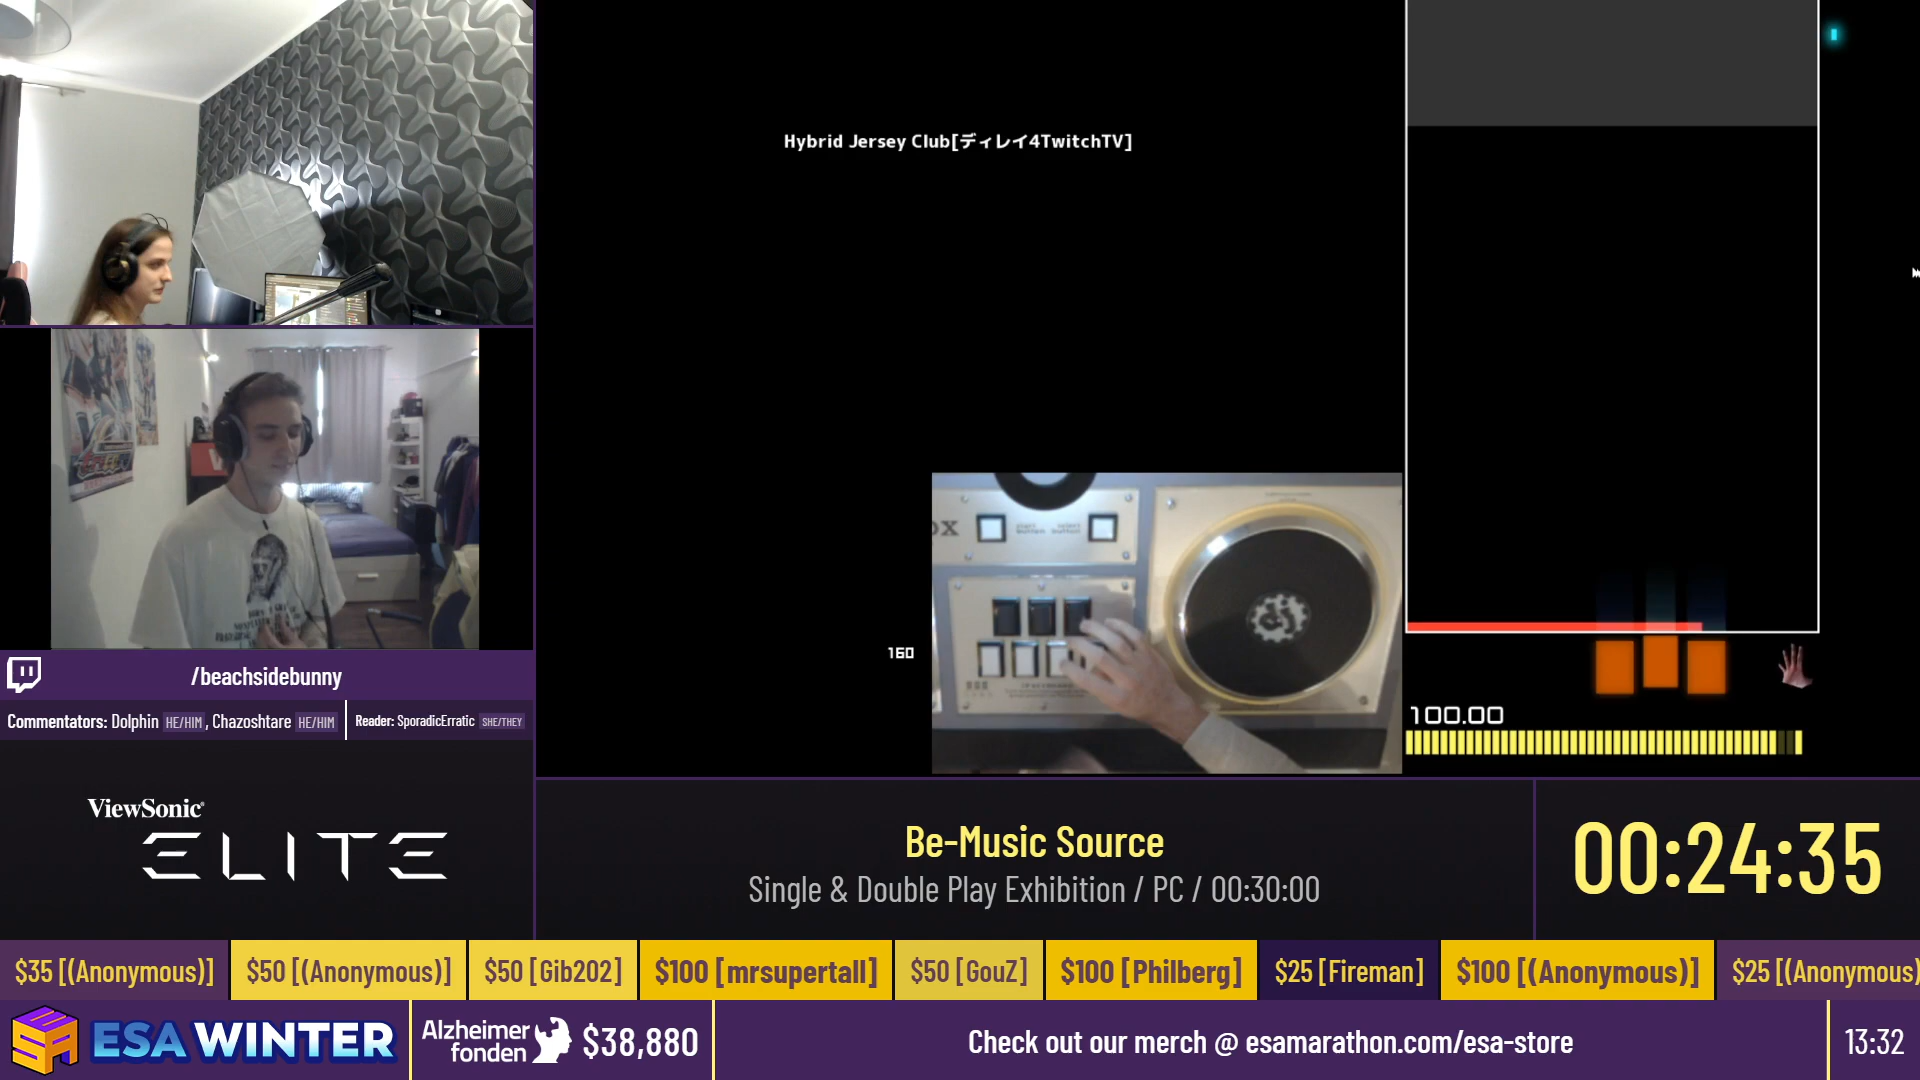 Hybrid Jersey Club[ディレイ4TwitchTV]
160
100.00
/beachsidebunny
Commentators: Dolphin HE/HIM, Chazoshtare HE/HIM
Reader: SporadicErratic SHE/THEY
ViewSonic
ELITE
Be-Music Source
Single & Double Play Exhibition / PC / 00:30:00
00:24:35
$35 [(Anonymous)]
$50 [(Anonymous)]
$50 [Gib202]
$100 [mrsupertall]
$50 [GouZ]
$100 [Philberg]
$25 [Fireman]
$100 [(Anonymous)]
$25 [(Anonymous)
ESA WINTER
Alzheimer
fonden
$38,880
Check out our merch @ esamarathon.com/esa-store
13:32